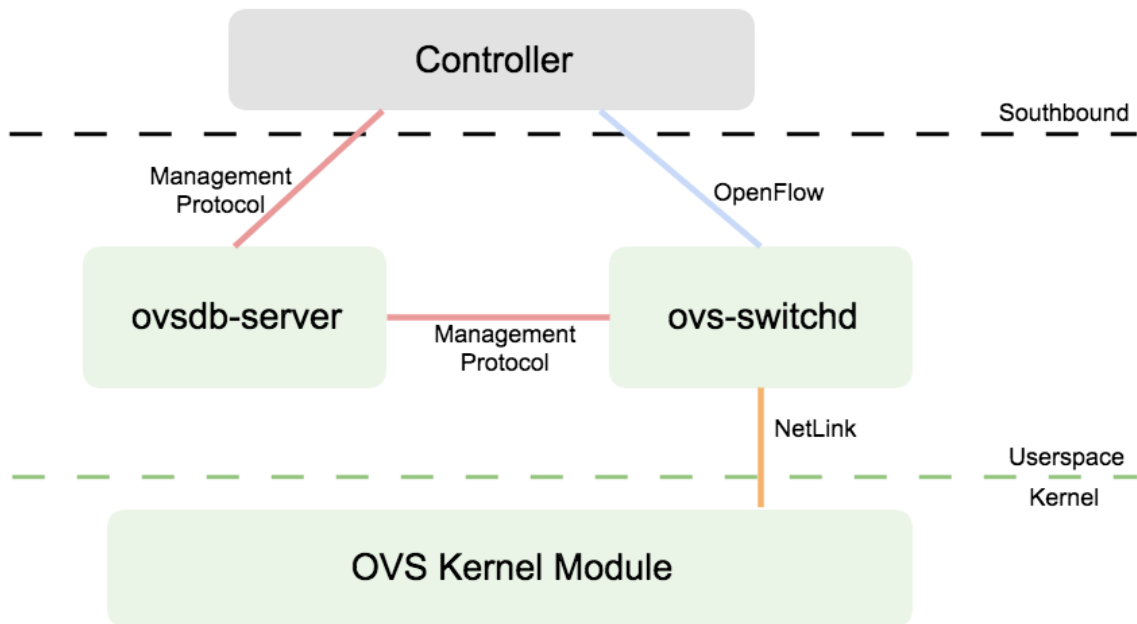 Controller
Southbound
Management
Protocol
OpenFlow
ovsdb-server
ovs-switchd
Management
Protocol
NetLink
Userspace
Kernel
OVS Kernel Module